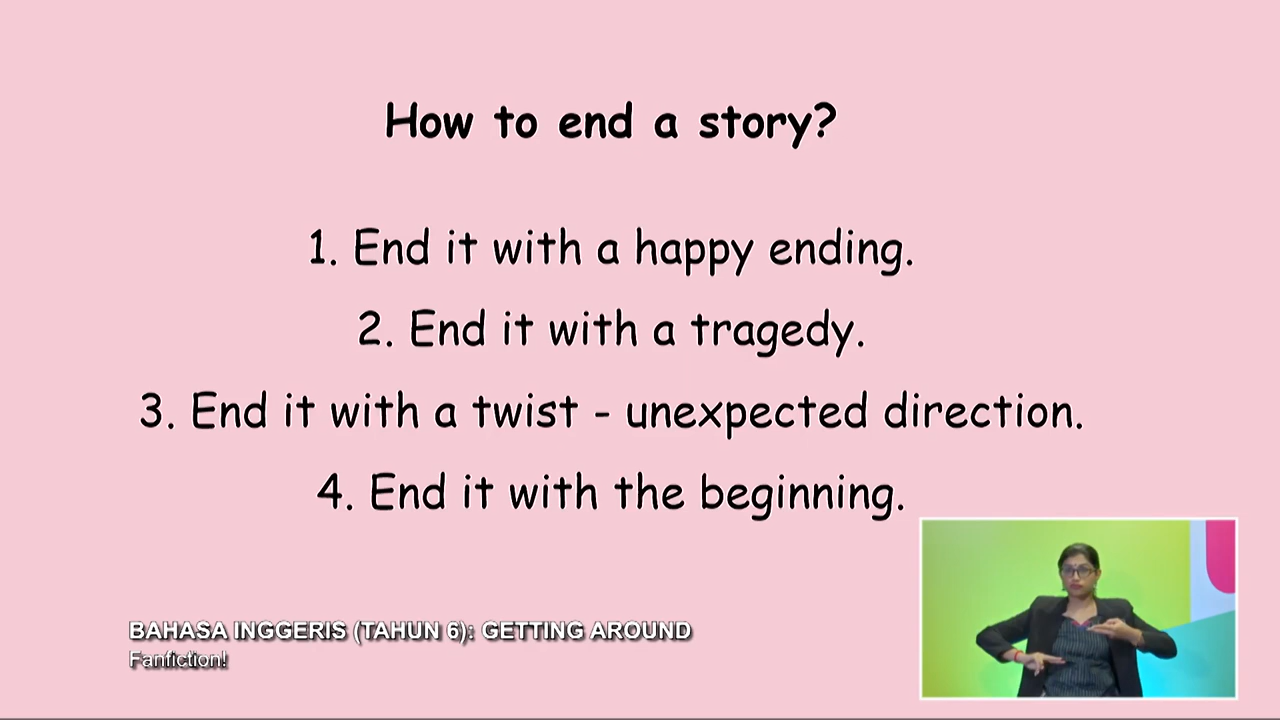 How to end a story?
1. End it with a happy ending.
2. End it with a tragedy.
3. End it with a twist - unexpected direction.
4. End it with the beginning.
BAHASA INGGERIS (TAHUN 6): GETTING AROUND
Fanfiction!